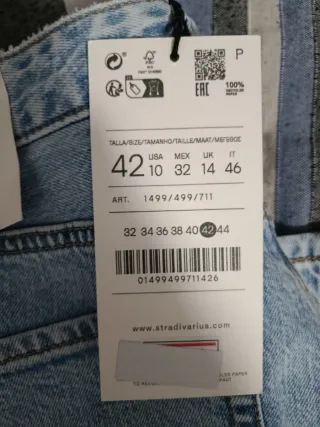 P
EAC
100%
TALLA/SIZE/TAMANHO/TAILLE/MAAT/МЕГЕӨОΣ
42 USA 10 MEX 32 UK 14 IT 46
ART. 1499/499/711
32 34 36 38 40 42 44
01499499711426
www.stradivarius.com